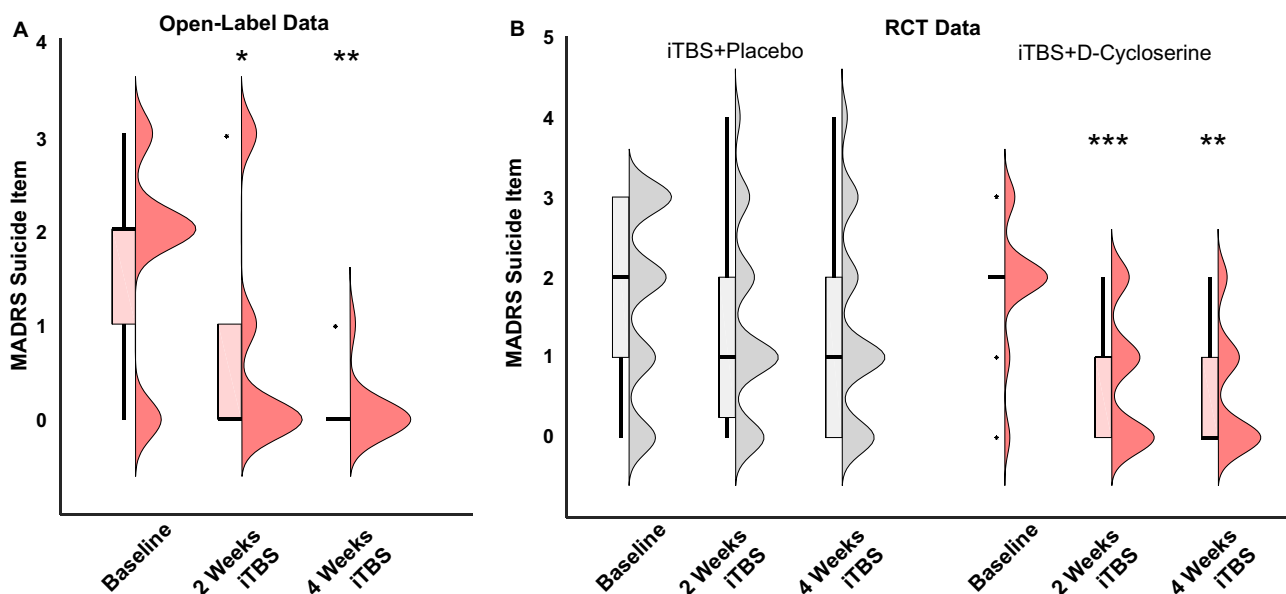 A
Open-Label Data
*
**
MADRS Suicide Item
4
3
2
1
0
Baseline
2 Weeks
iTBS
4 Weeks
iTBS
B
RCT Data
iTBS+Placebo
iTBS+D-Cycloserine
***
**
MADRS Suicide Item
5
4
3
2
1
0
Baseline
2 Weeks
iTBS
4 Weeks
iTBS
Baseline
2 Weeks
iTBS
4 Weeks
iTBS